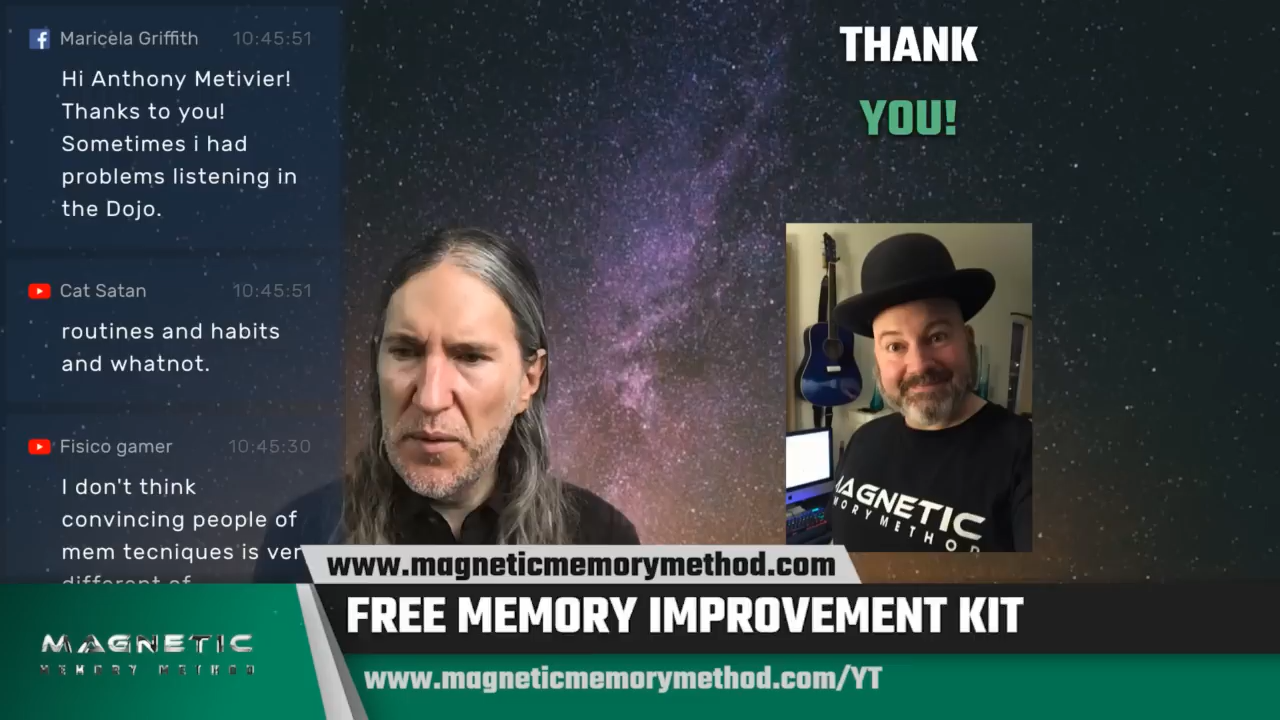 Maricela Griffith 10:45:51
Hi Anthony Metivier!
Thanks to you!
Sometimes i had
problems listening in
the Dojo.
Cat Satan 10:45:51
routines and habits
and whatnot.
Fisico gamer 10:45:30
I don't think
convincing people of
mem tecniques is ver
different of
THANK
YOU!
MAGNETIC
MORYMETHOD
www.magneticmemorymethod.com
FREE MEMORY IMPROVEMENT KIT
MAGNETIC
MEMORY METHOD
www.magneticmemorymethod.com/YT